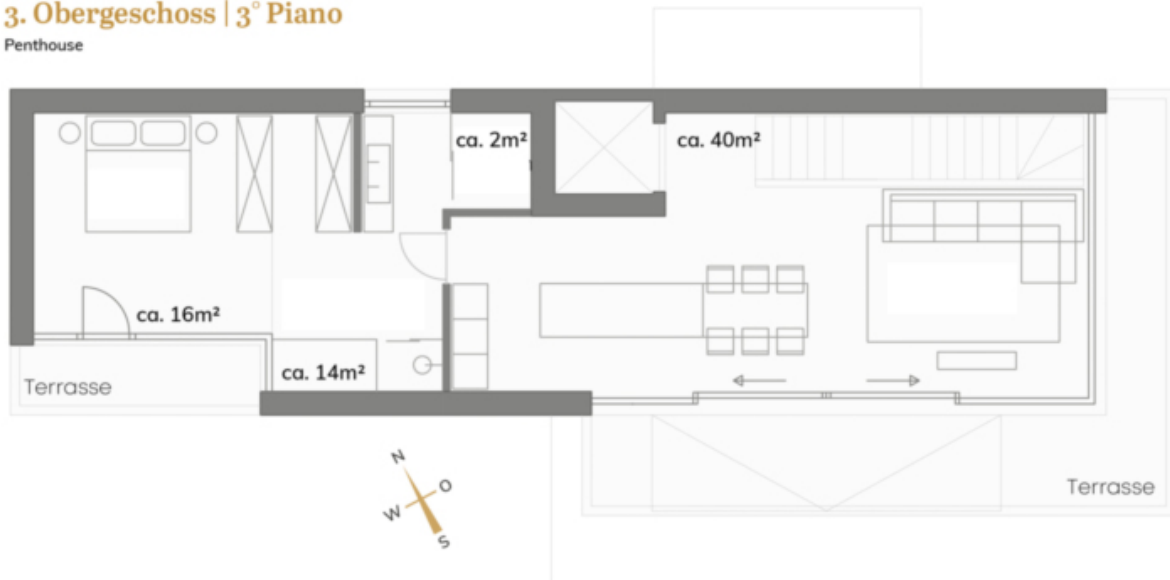 3. Obergeschoss | 3° Piano
Penthouse
ca. 2m²
ca. 40m²
ca. 16m²
ca. 14m²
Terrasse
Terrasse
N
O
W
S